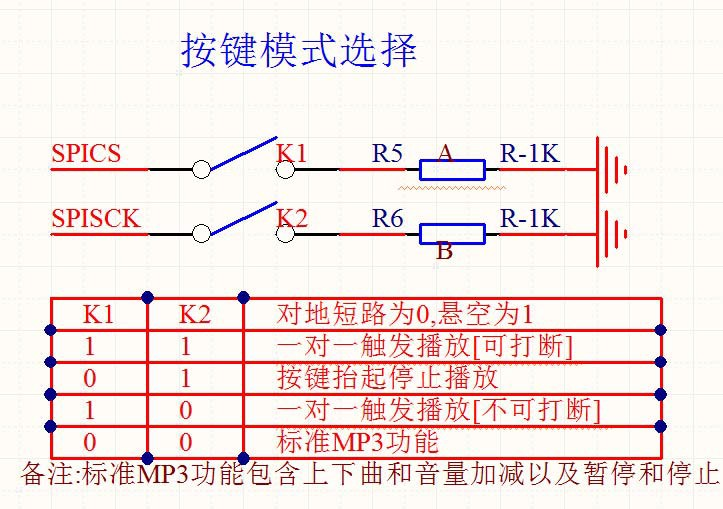 按键模式选择
SPICS K1 R5 A R-1K
SPISCK K2 R6 B R-1K
K1 K2 对地短路为0,悬空为1
1 1 一对一触发播放[可打断]
0 1 按键抬起停止播放
1 0 一对一触发播放[不可打断]
0 0 标准MP3功能
备注:标准MP3功能包含上下曲和音量加减以及暂停和停止